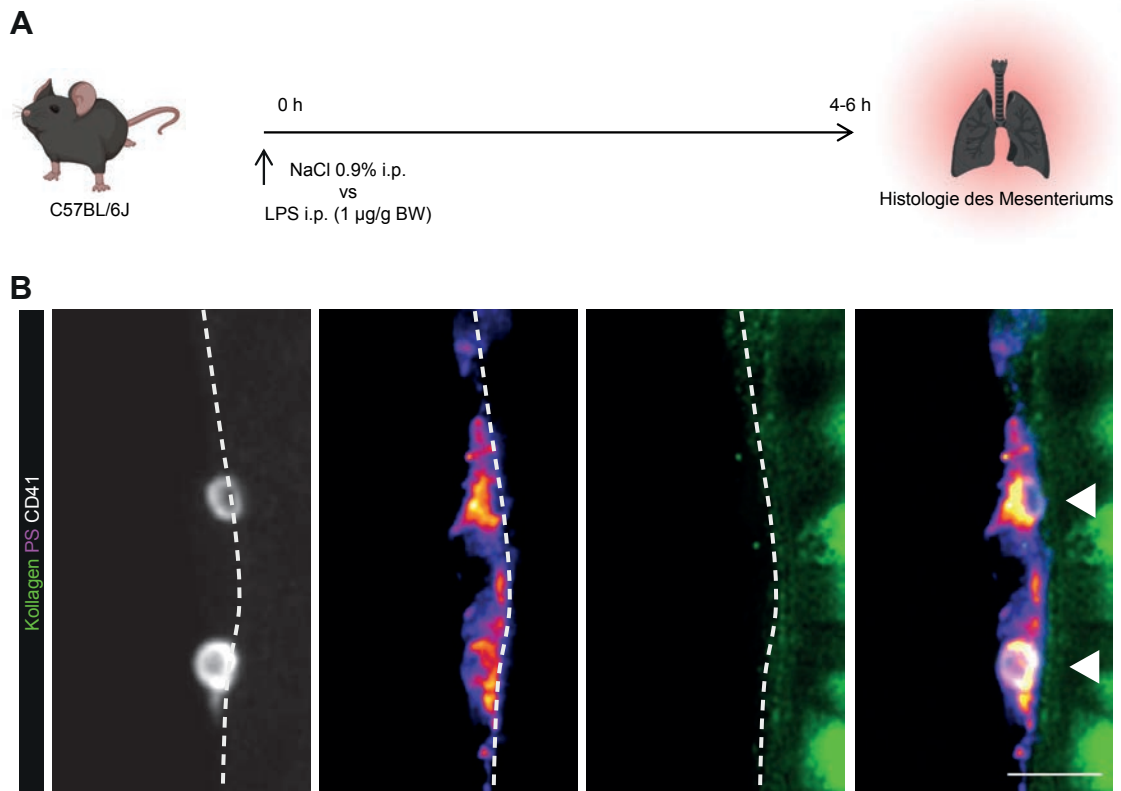 A
0 h
4-6 h
NaCl 0.9% i.p.
vs
LPS i.p. (1 µg/g BW)
C57BL/6J
Histologie des Mesenteriums
B
Kollagen PS CD41